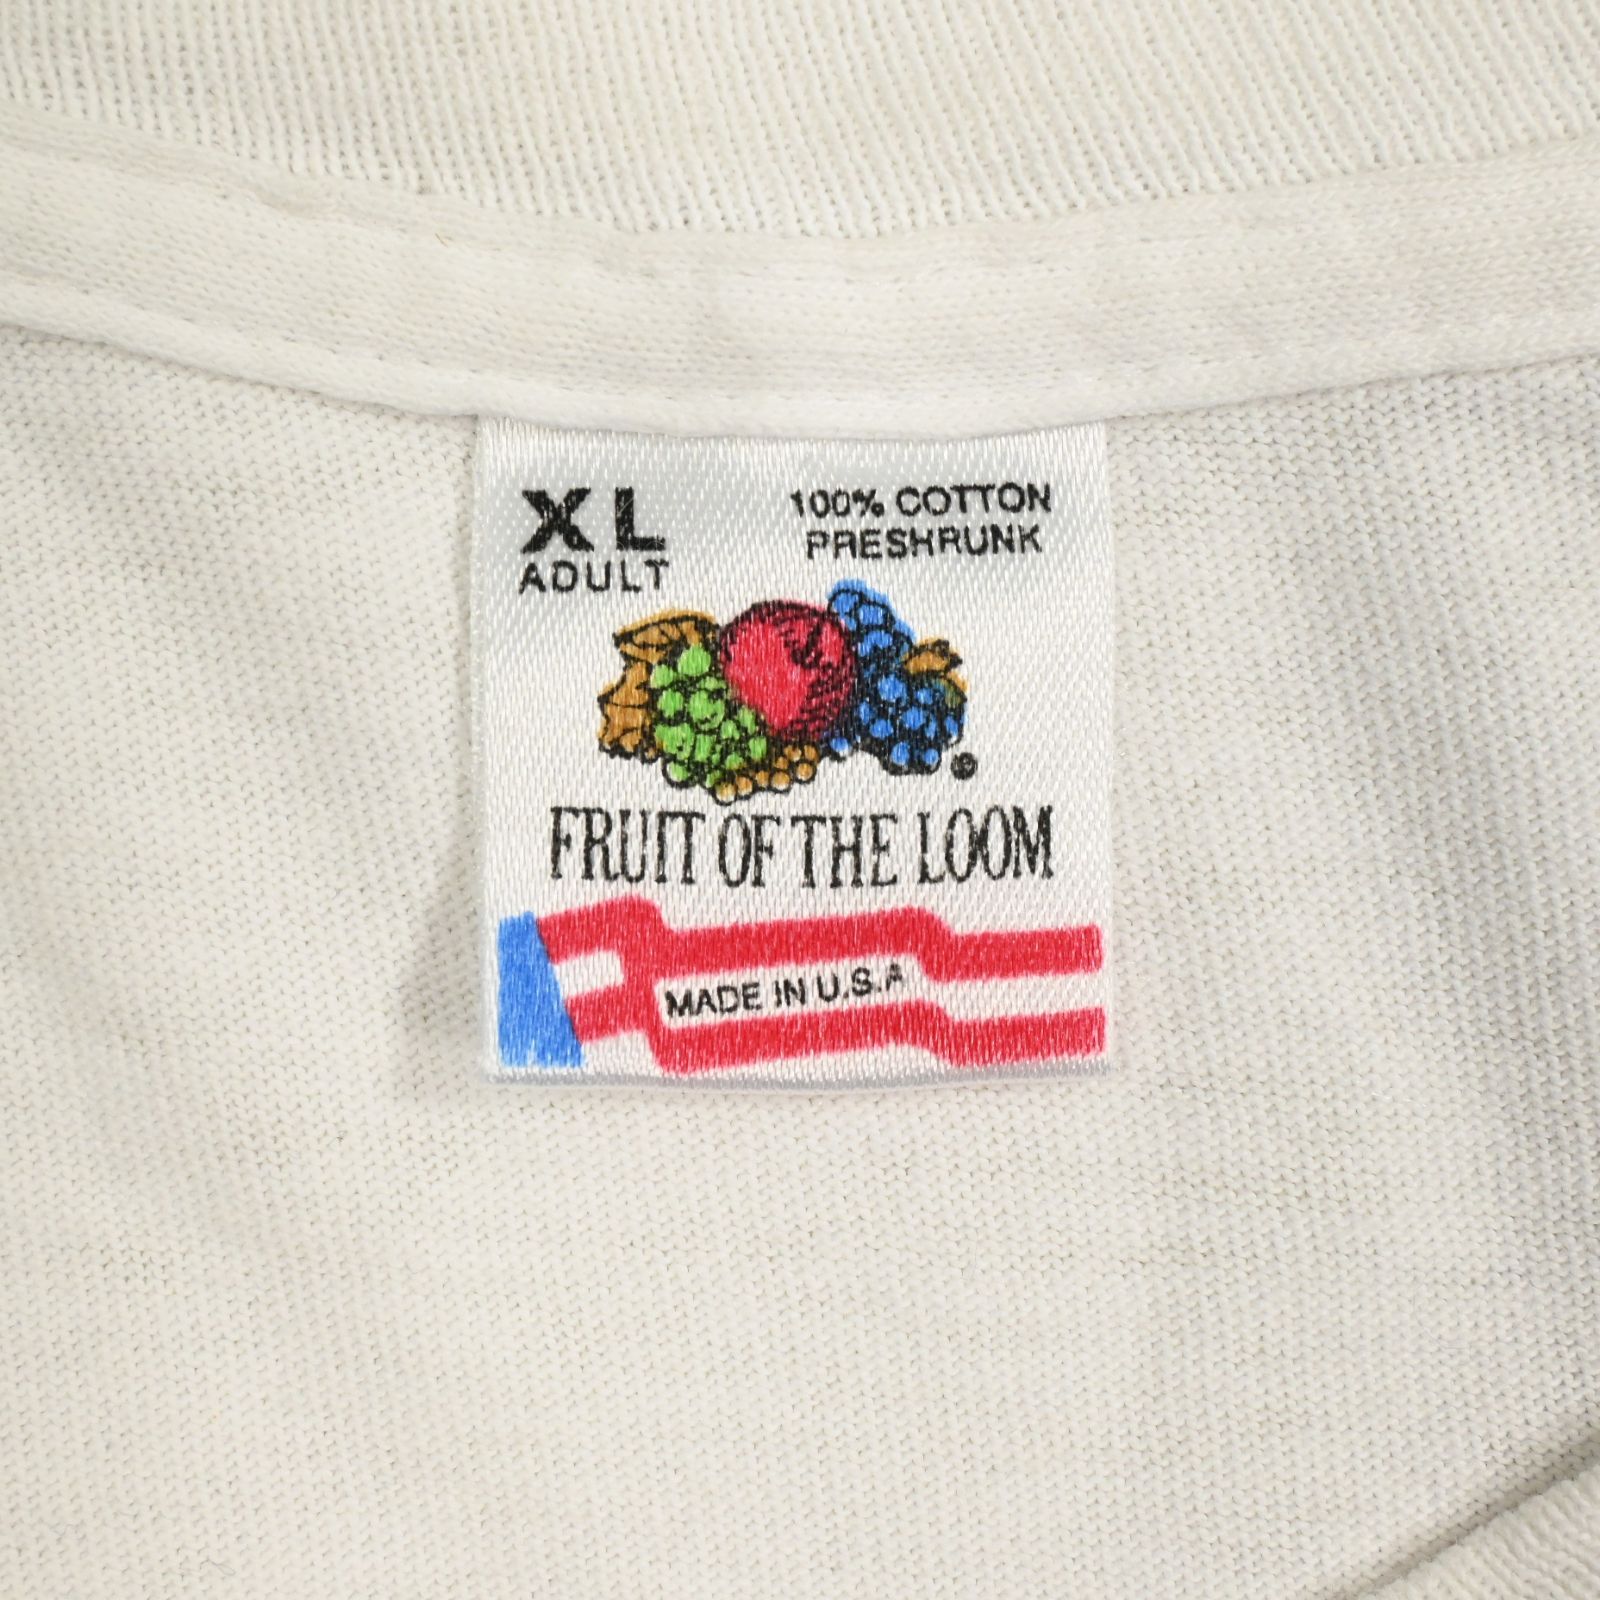 XL
ADULT
100% COTTON
PRESHRUNK
®
FRUIT OF THE LOOM
MADE IN U.S.A